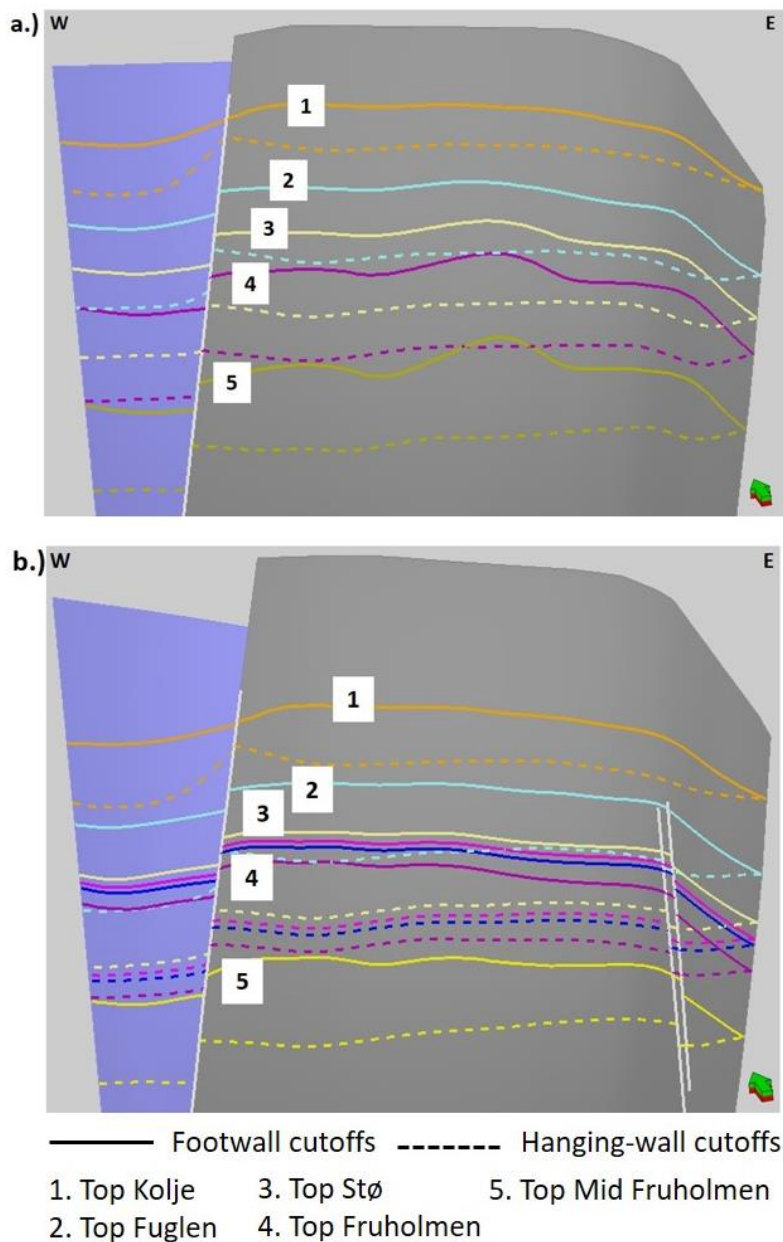 a.)
W
E
1
2
3
4
5
b.)
W
E
1
2
3
4
5
Footwall cutoffs
Hanging-wall cutoffs
1. Top Kolje
3. Top Stø
5. Top Mid Fruholmen
2. Top Fuglen
4. Top Fruholmen